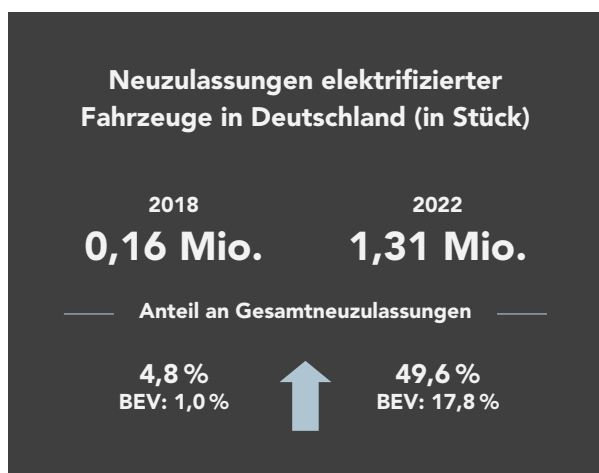 Neuzulassungen elektrifizierter
Fahrzeuge in Deutschland (in Stück)
2018
2022
0,16 Mio.
1,31 Mio.
Anteil an Gesamtneuzulassungen
4,8 %
49,6 %
BEV: 1,0 %
BEV: 17,8 %